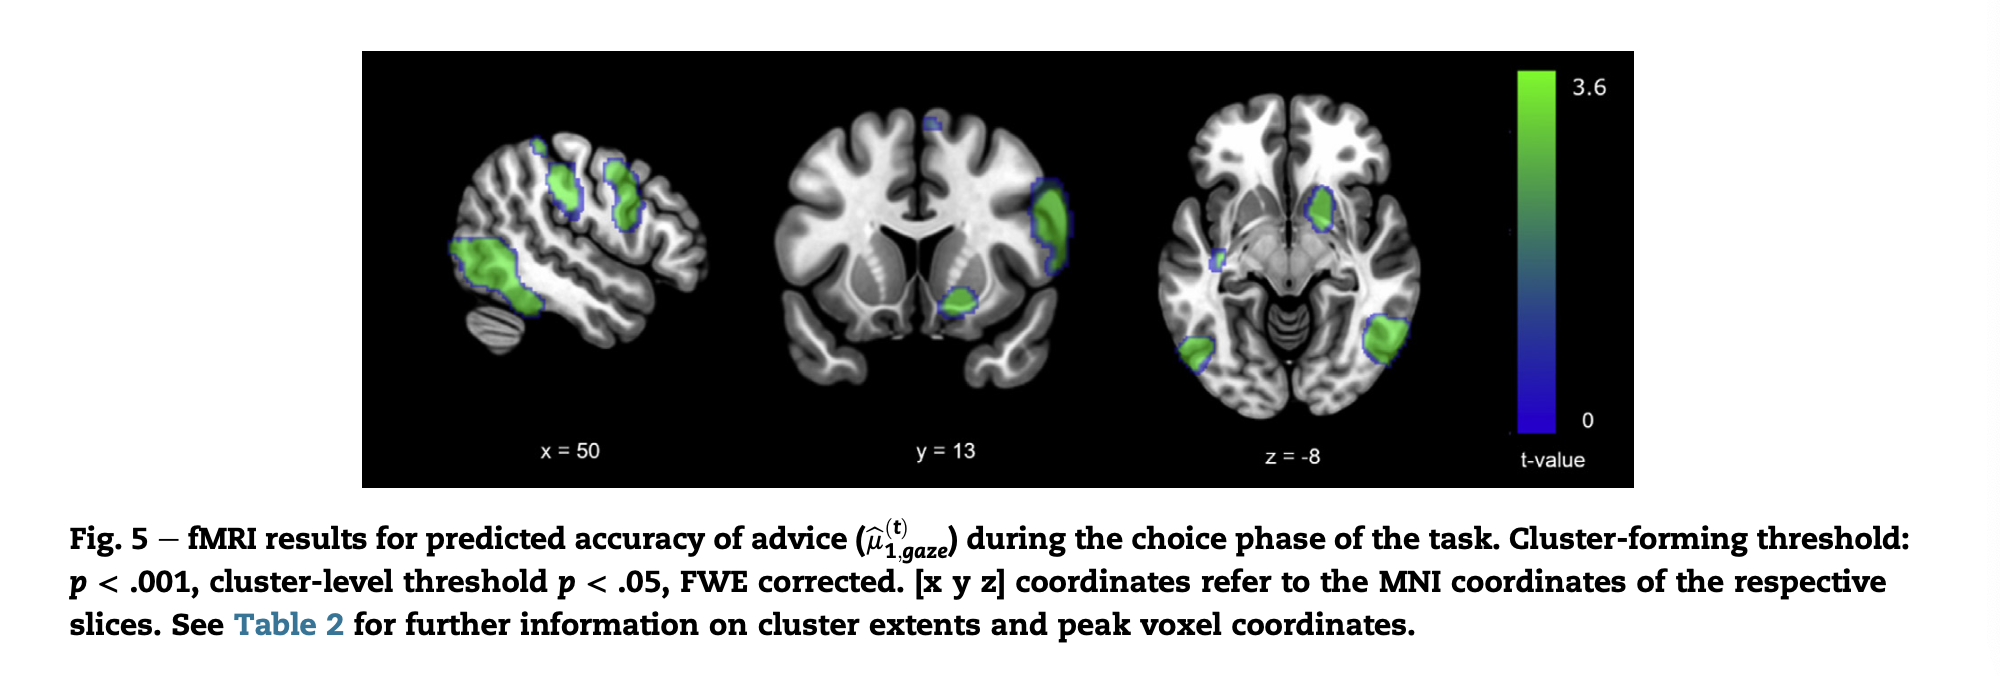 3.6
0
t-value
x = 50
y = 13
z = -8
Fig. 5 – fMRI results for predicted accuracy of advice (μ̂₁,gaze⁽ᵗ⁾) during the choice phase of the task. Cluster-forming threshold:
p < .001, cluster-level threshold p < .05, FWE corrected. [x y z] coordinates refer to the MNI coordinates of the respective
slices. See Table 2 for further information on cluster extents and peak voxel coordinates.